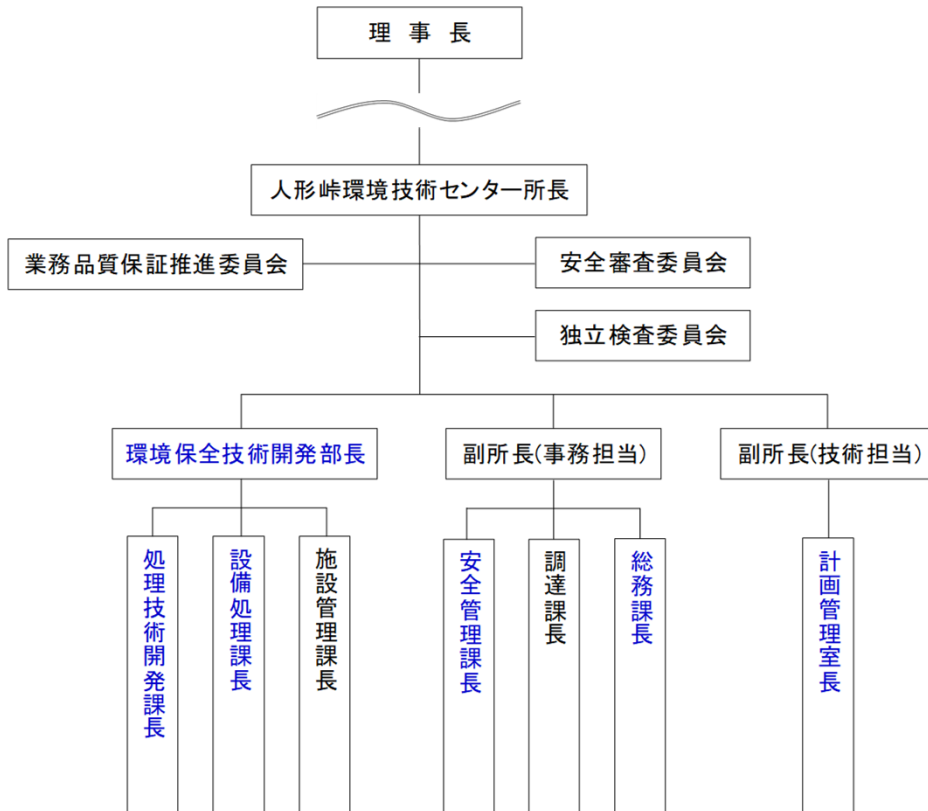 理事長
人形峠環境技術センター所長
業務品質保証推進委員会
安全審査委員会
独立検査委員会
環境保全技術開発部長
副所長(事務担当)
副所長(技術担当)
処理技術開発課長
設備処理課長
施設管理課長
安全管理課長
調達課長
総務課長
計画管理室長